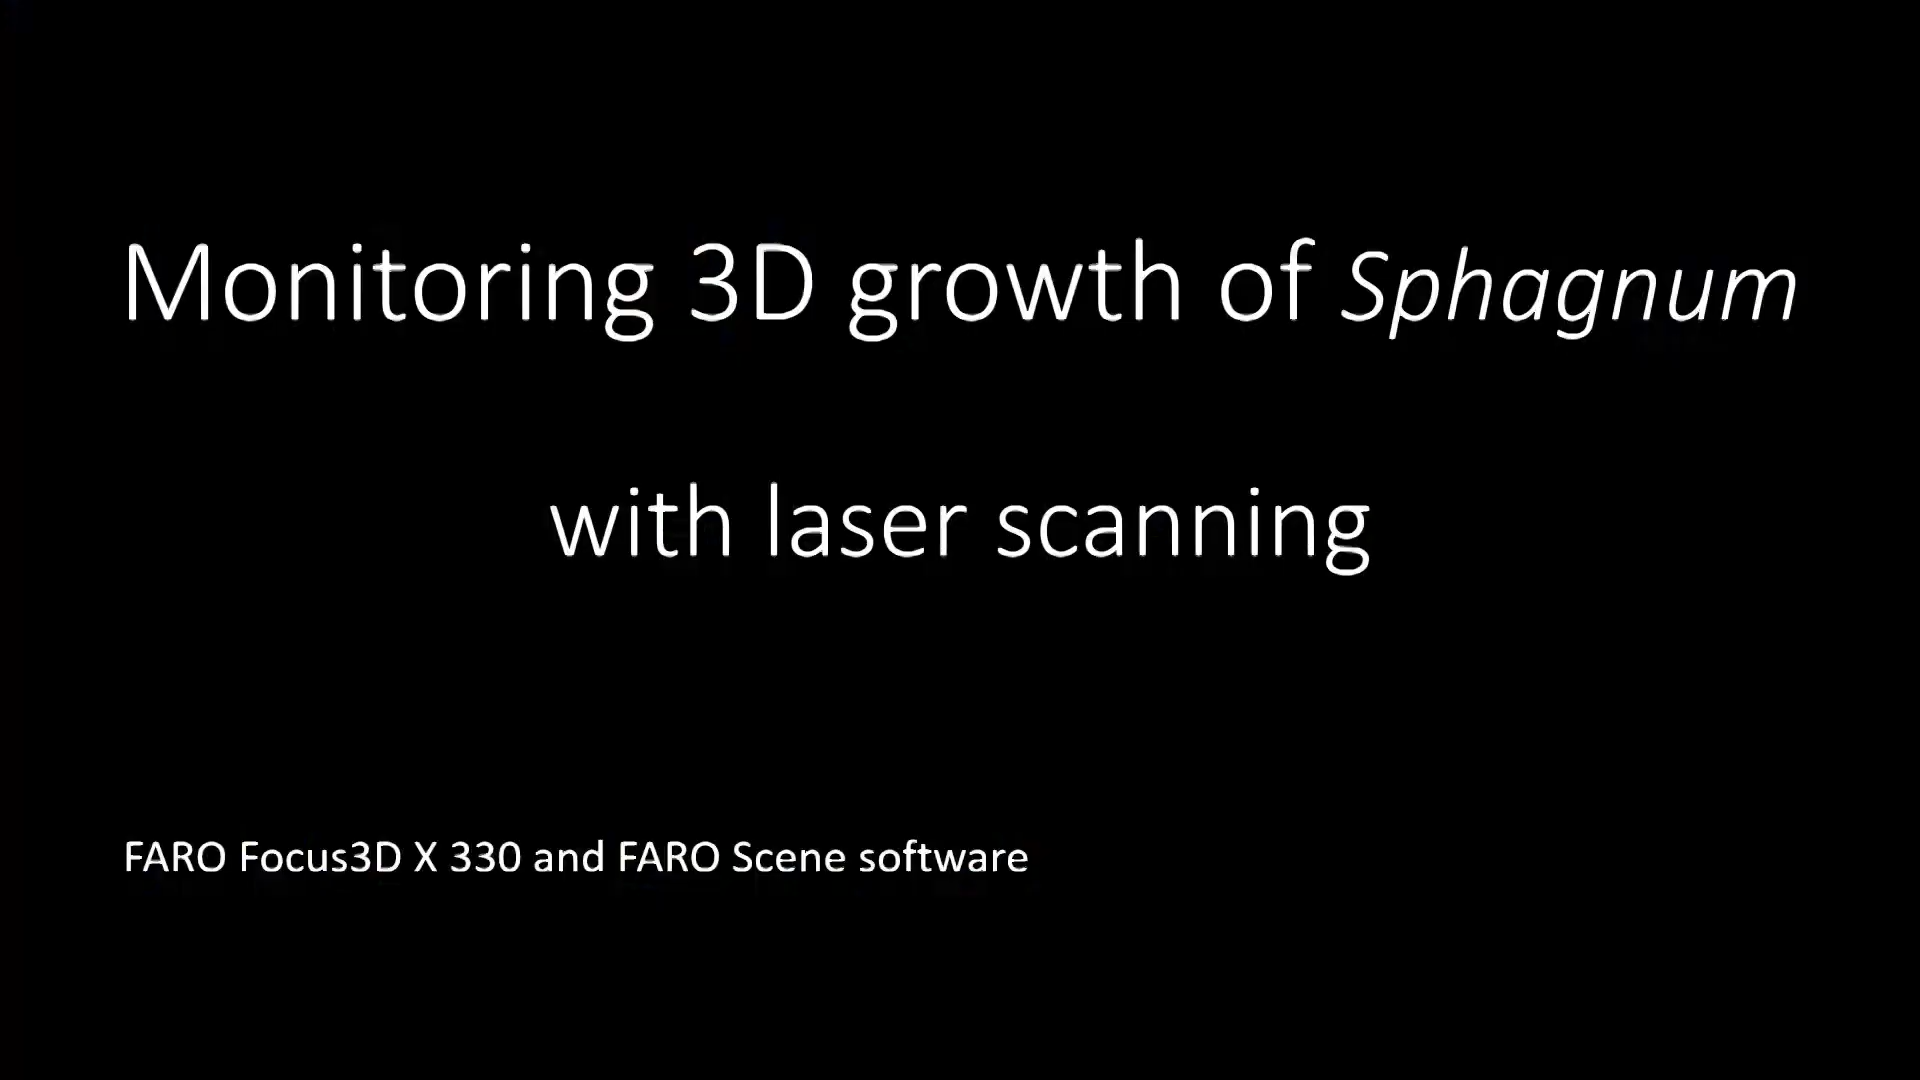 Monitoring 3D growth of Sphagnum
with laser scanning
FARO Focus3D X 330 and FARO Scene software